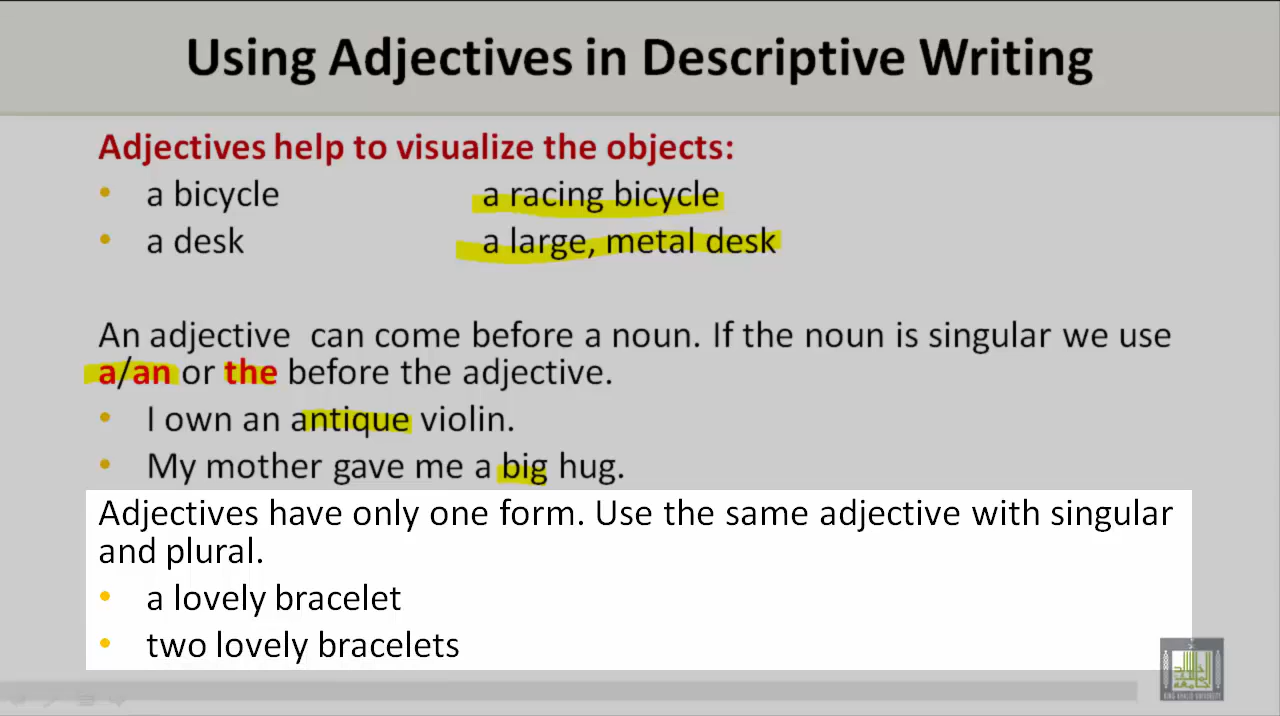 Using Adjectives in Descriptive Writing
Adjectives help to visualize the objects:
• a bicycle a racing bicycle
• a desk a large, metal desk
An adjective can come before a noun. If the noun is singular we use
a/an or the before the adjective.
• I own an antique violin.
• My mother gave me a big hug.
Adjectives have only one form. Use the same adjective with singular
and plural.
• a lovely bracelet
• two lovely bracelets
KING KHALID UNIVERSITY